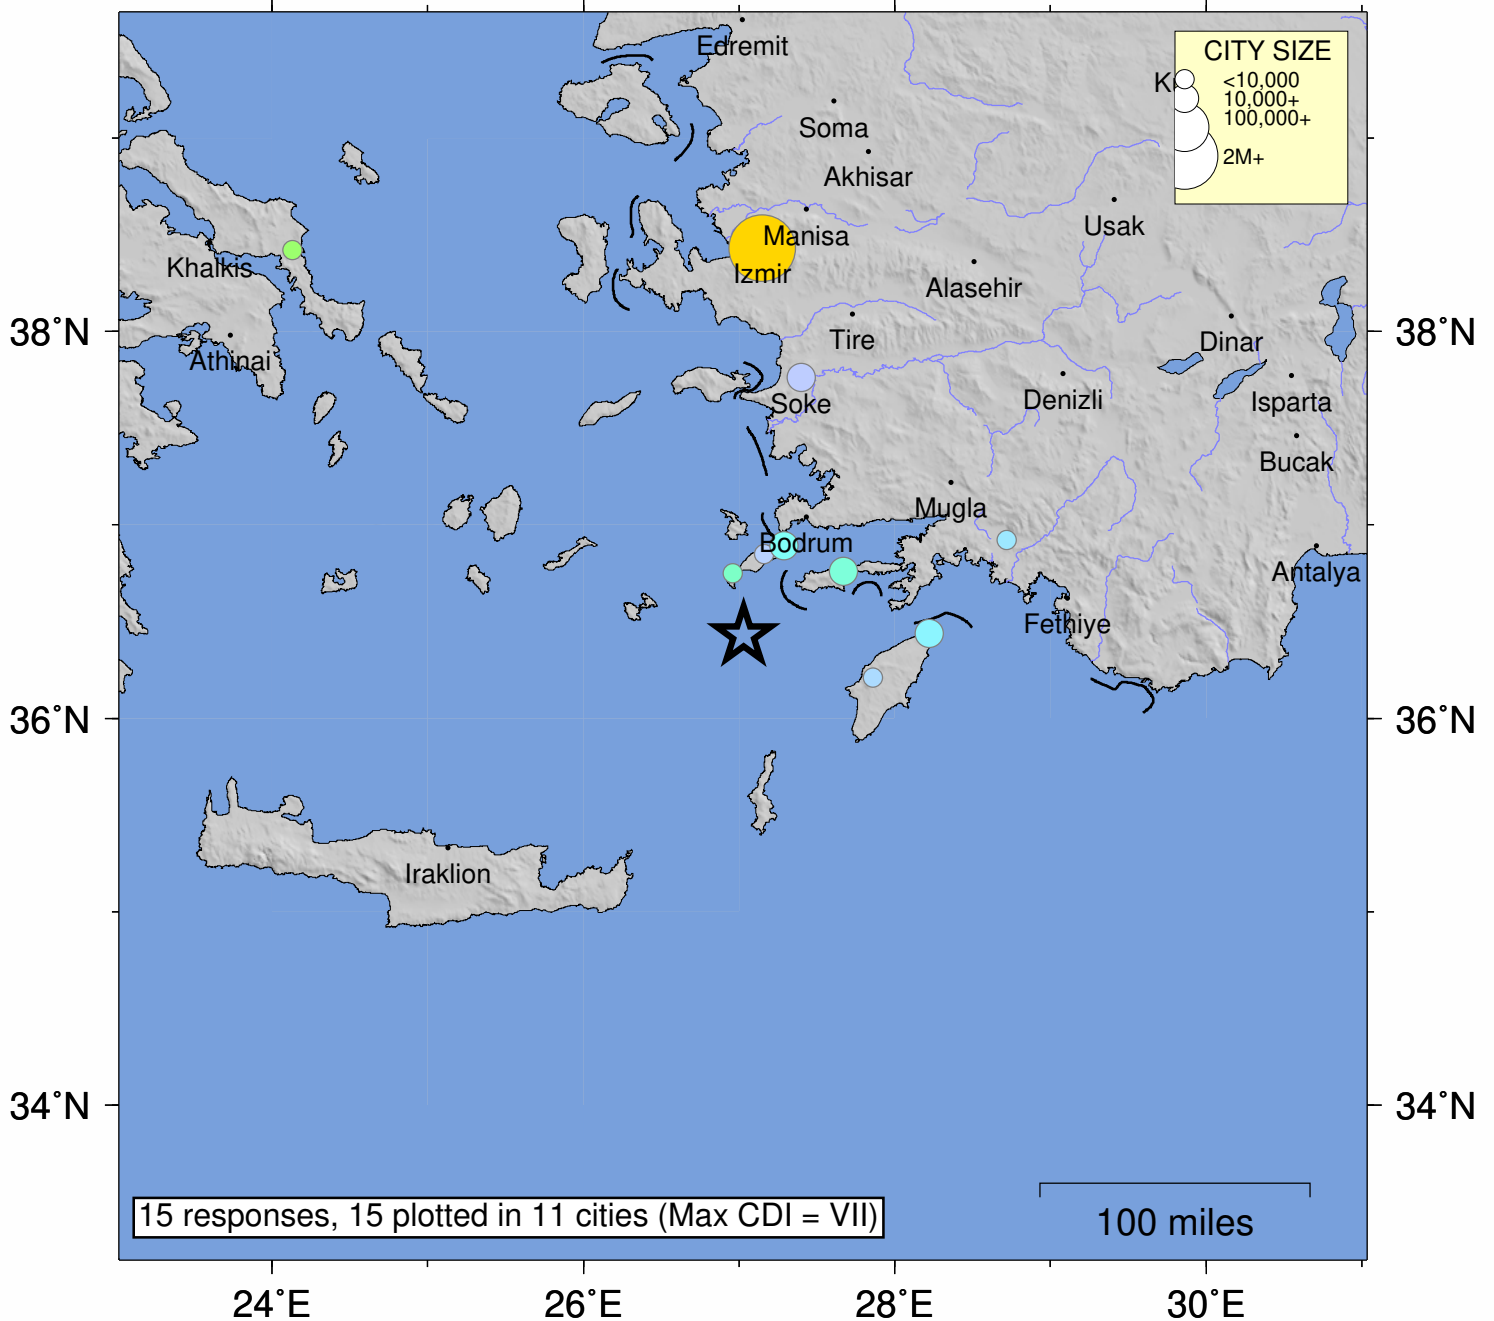 Edremit
CITY SIZE
K
<10,000
10,000+
100,000+
2M+
Soma
Akhisar
Usak
Manisa
Khalkis
Izmir
Alasehir
38°N
38°N
Tire
Dinar
Athinai
Soke
Denizli
Isparta
Bucak
Mugla
Bodrum
Antalya
Fethiye
36°N
36°N
Iraklion
34°N
34°N
15 responses, 15 plotted in 11 cities (Max CDI = VII)
100 miles
24°E
26°E
28°E
30°E